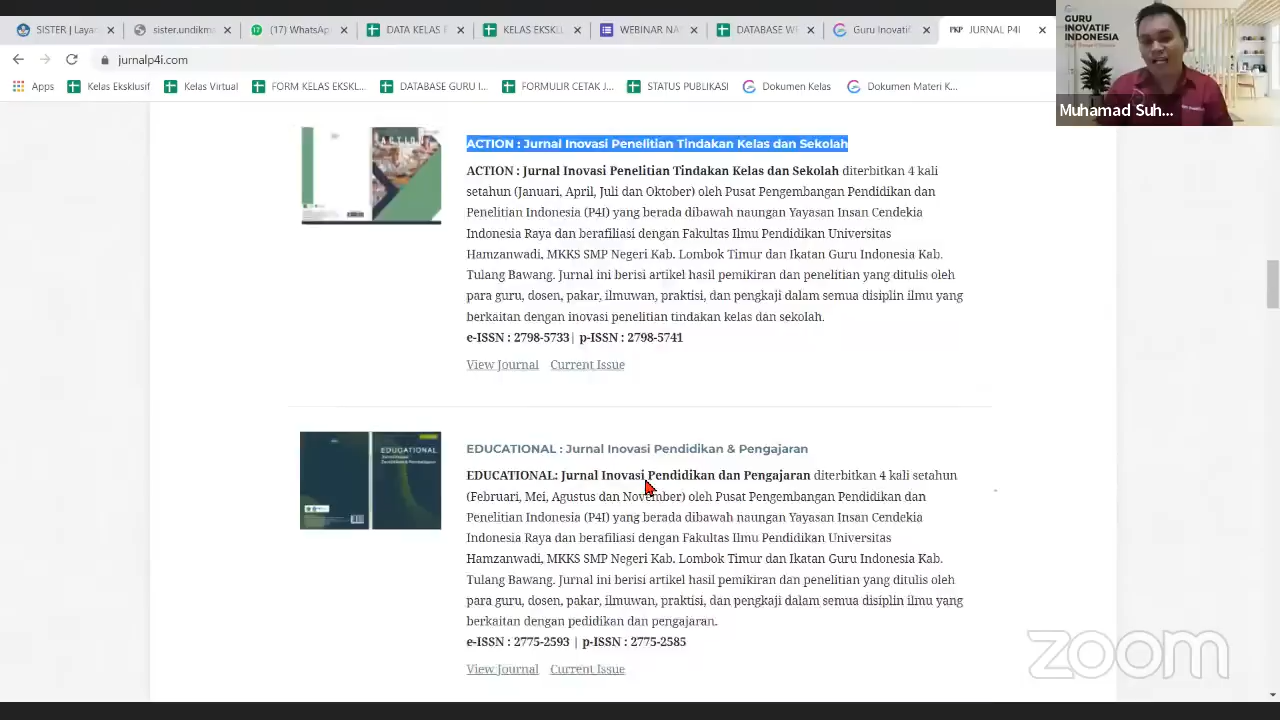 SISTER | Layar
sister.undikm
(17) WhatsApp
DATA KELAS
KELAS EKSKL
WEBINAR N
DATABASE W
Guru Inovatif
PKP JURNAL P4I
jurnalp4i.com
Apps
Kelas Eksklusif
Kelas Virtual
FORM KELAS EKSKL...
DATABASE GURU I...
FORMULIR CETAK J...
STATUS PUBLIKASI
Dokumen Kelas
Dokumen Materi K...
GURU
INOVATIF
INDONESIA
Muhamad Suh...
ACTION : Jurnal Inovasi Penelitian Tindakan Kelas dan Sekolah
ACTION : Jurnal Inovasi Penelitian Tindakan Kelas dan Sekolah diterbitkan 4 kali
setahun (Januari, April, Juli dan Oktober) oleh Pusat Pengembangan Pendidikan dan
Penelitian Indonesia (P4I) yang berada dibawah naungan Yayasan Insan Cendekia
Indonesia Raya dan berafiliasi dengan Fakultas Ilmu Pendidikan Universitas
Hamzanwadi, MKKS SMP Negeri Kab. Lombok Timur dan Ikatan Guru Indonesia Kab.
Tulang Bawang. Jurnal ini berisi artikel hasil pemikiran dan penelitian yang ditulis oleh
para guru, dosen, pakar, ilmuwan, praktisi, dan pengkaji dalam semua disiplin ilmu yang
berkaitan dengan inovasi penelitian tindakan kelas dan sekolah.
e-ISSN : 2798-5733| p-ISSN : 2798-5741
View Journal Current Issue
EDUCATIONAL
EDUCATIONAL : Jurnal Inovasi Pendidikan & Pengajaran
EDUCATIONAL: Jurnal Inovasi Pendidikan dan Pengajaran diterbitkan 4 kali setahun
(Februari, Mei, Agustus dan November) oleh Pusat Pengembangan Pendidikan dan
Penelitian Indonesia (P4I) yang berada dibawah naungan Yayasan Insan Cendekia
Indonesia Raya dan berafiliasi dengan Fakultas Ilmu Pendidikan Universitas
Hamzanwadi, MKKS SMP Negeri Kab. Lombok Timur dan Ikatan Guru Indonesia Kab.
Tulang Bawang. Jurnal ini berisi artikel hasil pemikiran dan penelitian yang ditulis oleh
para guru, dosen, pakar, ilmuwan, praktisi, dan pengkaji dalam semua disiplin ilmu yang
berkaitan dengan pedidikan dan pengajaran.
e-ISSN : 2775-2593 | p-ISSN : 2775-2585
View Journal Current Issue
zoom